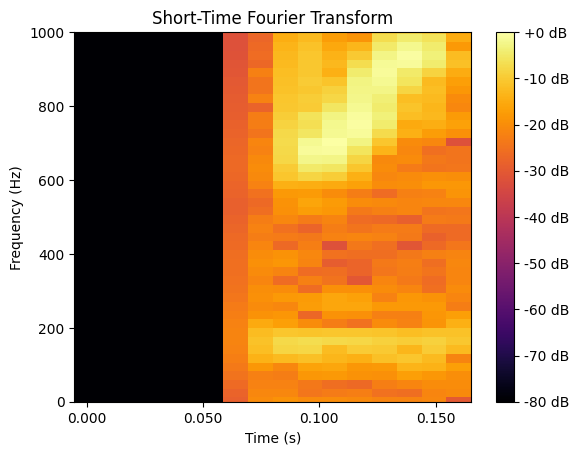 Short-Time Fourier Transform
Frequency (Hz)
1000
800
600
400
200
0
0.000
0.050
0.100
0.150
Time (s)
+0 dB
-10 dB
-20 dB
-30 dB
-40 dB
-50 dB
-60 dB
-70 dB
-80 dB